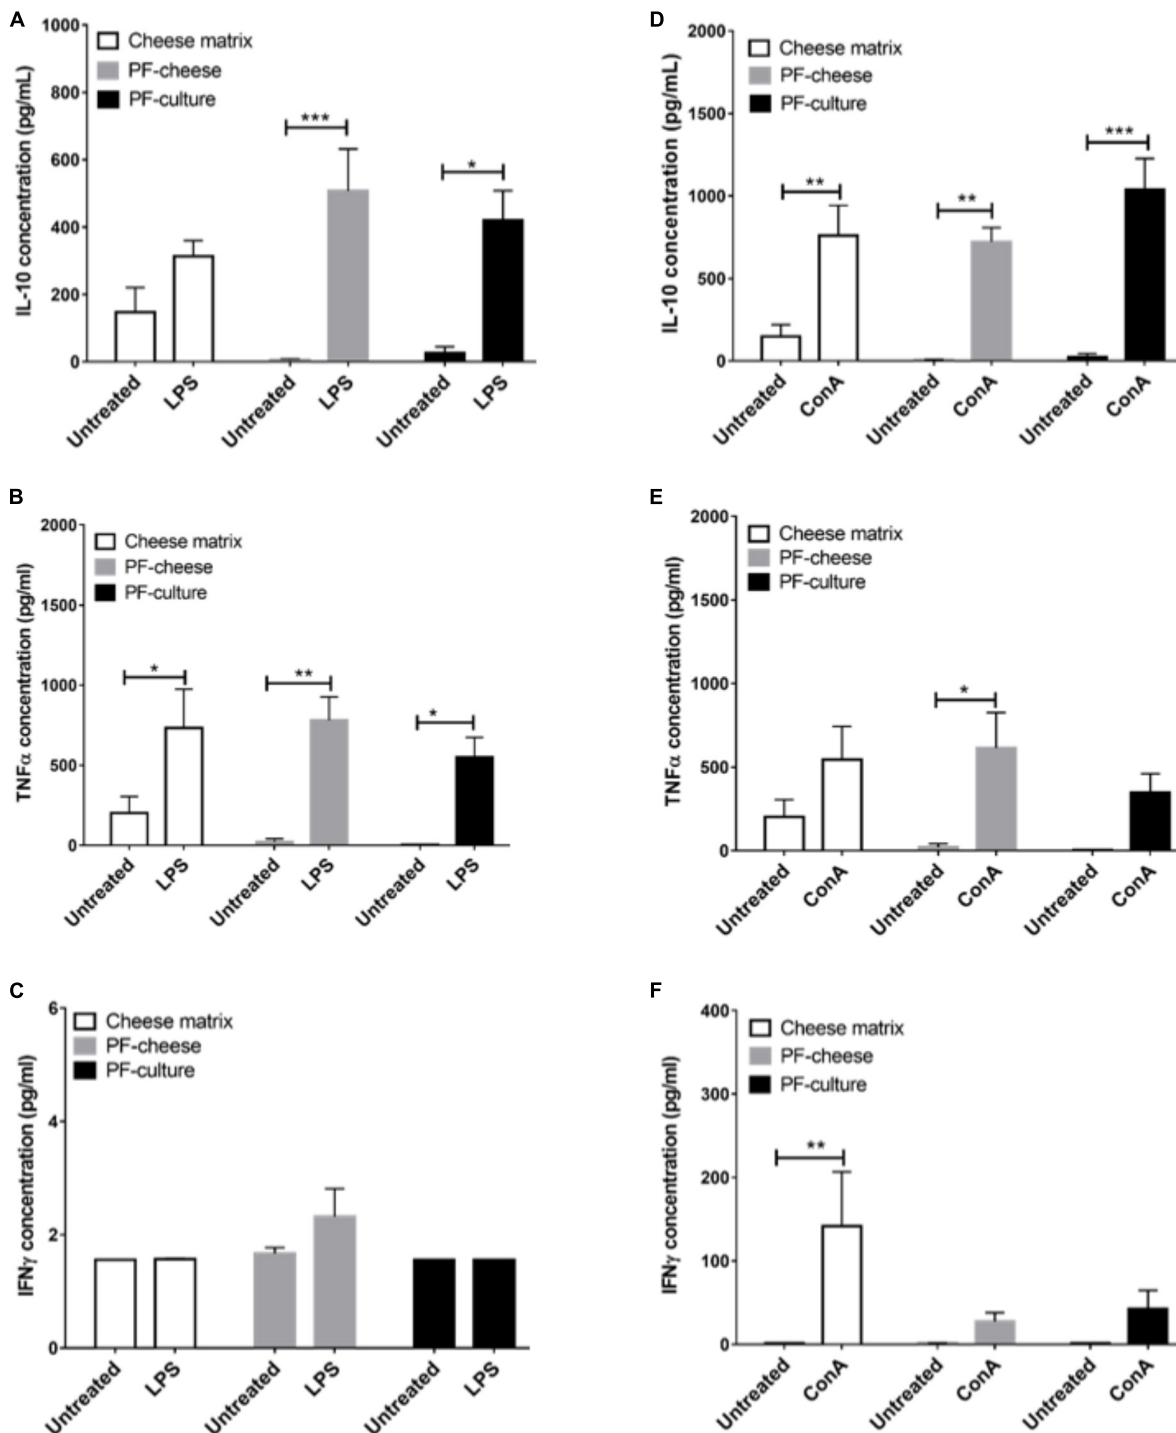 A
IL-10 concentration (pg/mL)
1000
800
600
400
200
0
Cheese matrix
PF-cheese
PF-culture
***
*
Untreated
LPS
Untreated
LPS
Untreated
LPS
D
IL-10 concentration (pg/mL)
2000
1500
1000
500
0
Cheese matrix
PF-cheese
PF-culture
**
**
***
Untreated
ConA
Untreated
ConA
Untreated
ConA
B
TNFα concentration (pg/ml)
2000
1500
1000
500
0
Cheese matrix
PF-cheese
PF-culture
*
**
*
Untreated
LPS
Untreated
LPS
Untreated
LPS
E
TNFα concentration (pg/ml)
2000
1500
1000
500
0
Cheese matrix
PF-cheese
PF-culture
*
Untreated
ConA
Untreated
ConA
Untreated
ConA
C
IFNγ concentration (pg/ml)
6
4
2
0
Cheese matrix
PF-cheese
PF-culture
Untreated
LPS
Untreated
LPS
Untreated
LPS
F
IFNγ concentration (pg/ml)
400
300
200
100
0
Cheese matrix
PF-cheese
PF-culture
**
Untreated
ConA
Untreated
ConA
Untreated
ConA